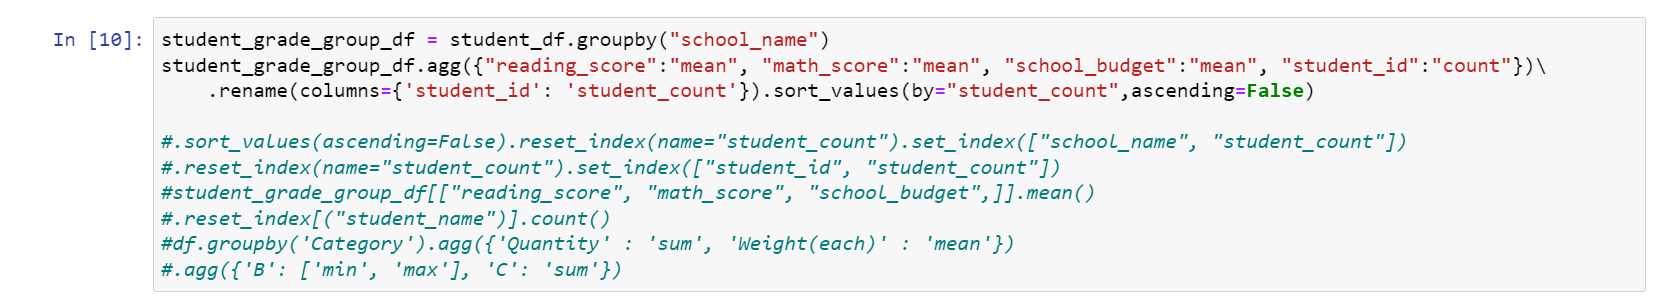 In [10]: student_grade_group_df = student_df.groupby("school_name")
student_grade_group_df.agg({"reading_score":"mean", "math_score":"mean", "school_budget":"mean", "student_id":"count"})\
    .rename(columns={'student_id': 'student_count'}).sort_values(by="student_count",ascending=False)

#.sort_values(ascending=False).reset_index(name="student_count").set_index(["school_name", "student_count"])
#.reset_index(name="student_count").set_index(["student_id", "student_count"])
#student_grade_group_df[["reading_score", "math_score", "school_budget",]].mean()
#.reset_index[("student_name")].count()
#df.groupby('Category').agg({'Quantity' : 'sum', 'Weight(each)' : 'mean'})
#.agg({'B': ['min', 'max'], 'C': 'sum'})